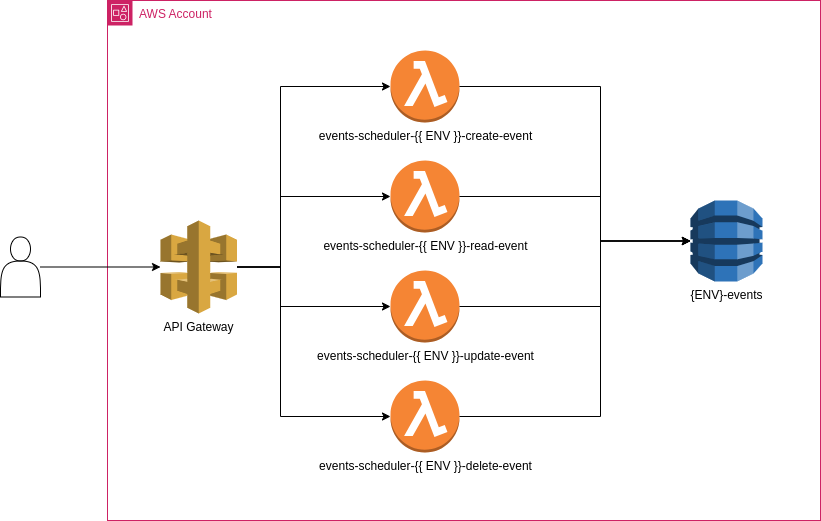 AWS Account
events-scheduler-{{ ENV }}-create-event
events-scheduler-{{ ENV }}-read-event
{ENV}-events
API Gateway
events-scheduler-{{ ENV }}-update-event
events-scheduler-{{ ENV }}-delete-event